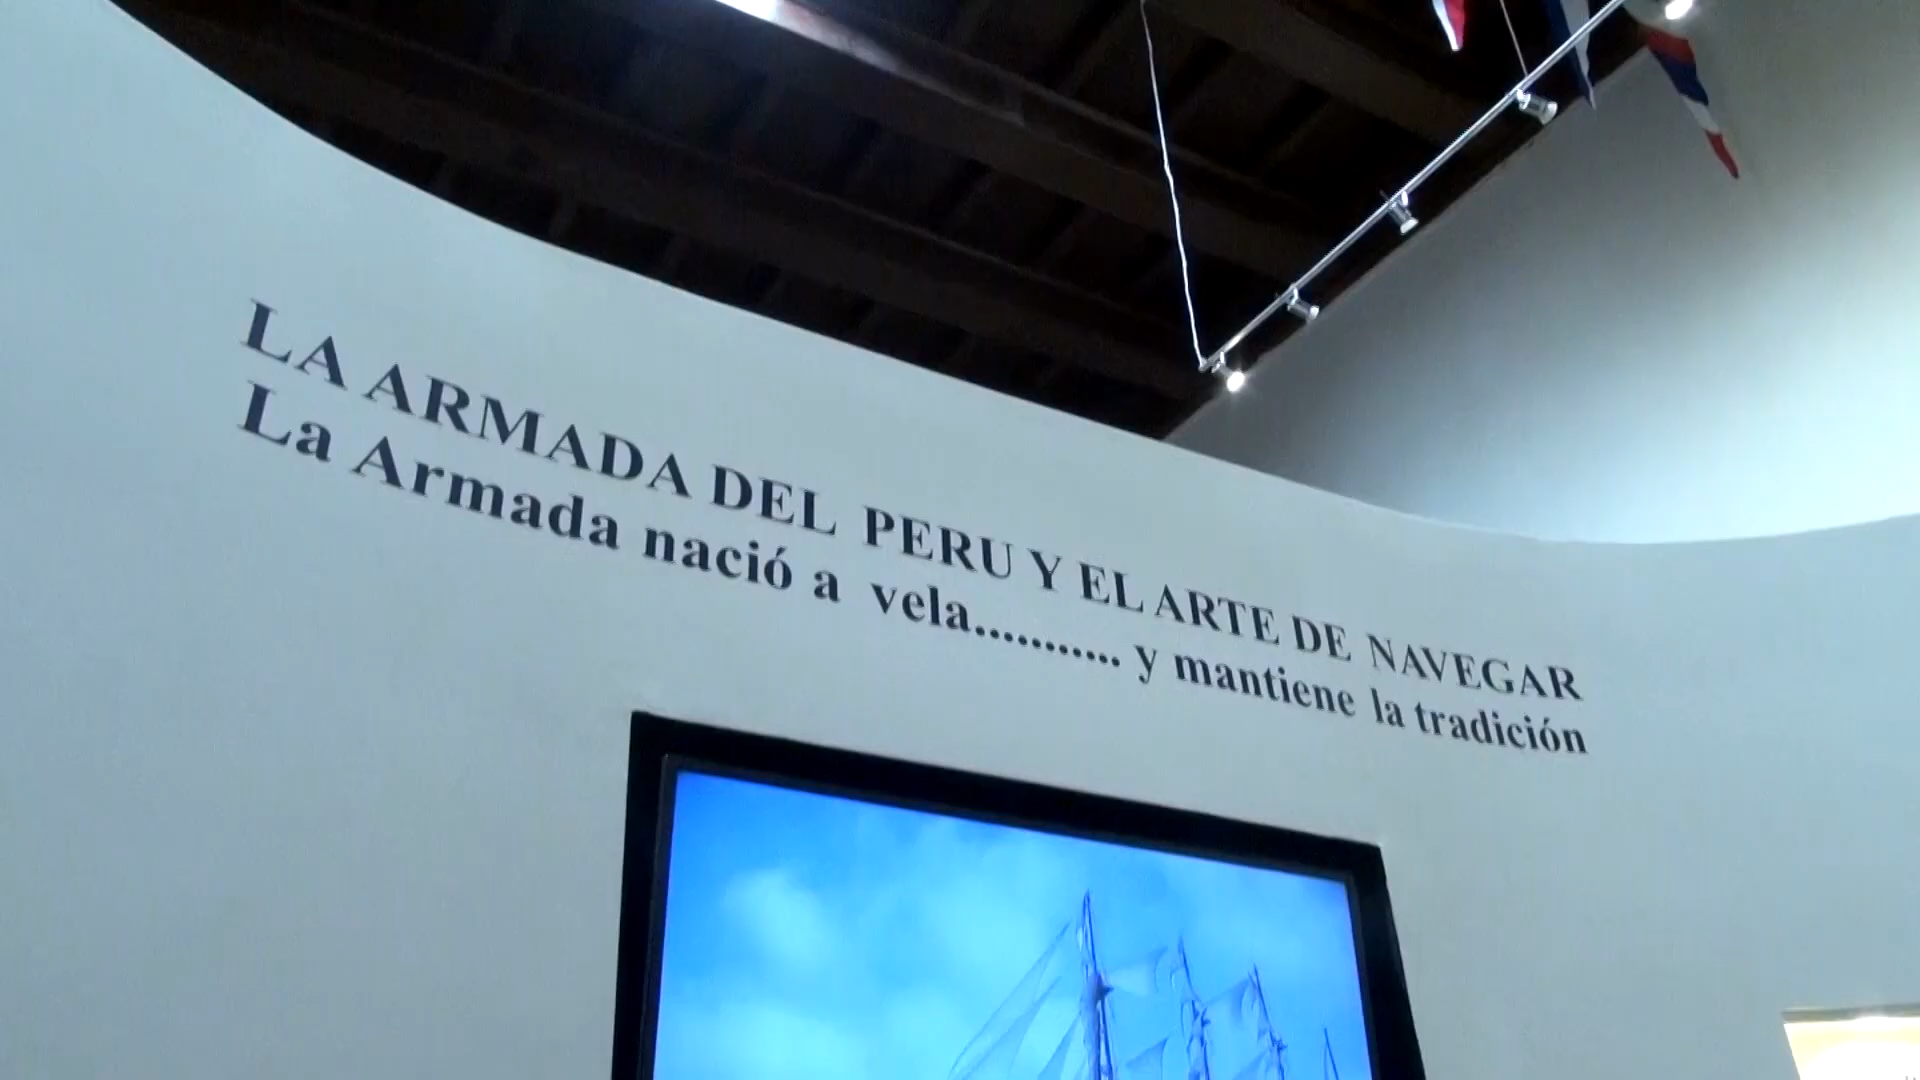 LA ARMADA DEL PERU Y EL ARTE DE NAVEGAR
La Armada nació a vela........... y mantiene la tradición